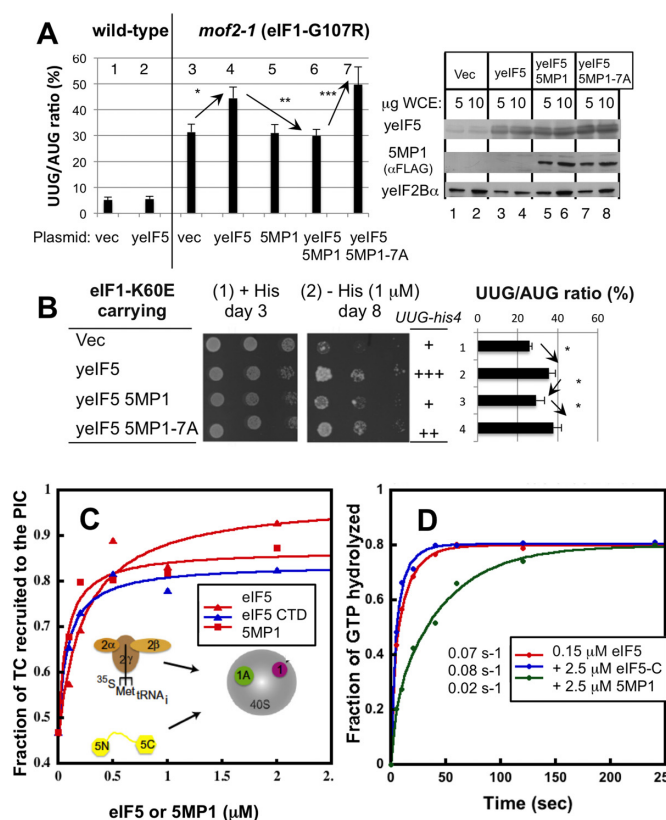 A
wild-type
mof2-1 (eIF1-G107R)
UUG/AUG ratio (%)
60
50
40
30
20
10
0
1 2 3 4 5 6 7
* ** ***
Plasmid: vec yeIF5 vec yeIF5 5MP1 yeIF5 5MP1 yeIF5 5MP1-7A
Vec yeIF5 yeIF5 5MP1 yeIF5 5MP1-7A
µg WCE: 5 10 5 10 5 10 5 10
yeIF5
5MP1
(αFLAG)
yeIF2Bα
1 2 3 4 5 6 7 8
B
eIF1-K60E
carrying
(1) + His
day 3
(2) - His (1 µM)
day 8
UUG-his4
UUG/AUG ratio (%)
0 20 40 60
Vec + 1 *
yeIF5 +++ 2 *
yeIF5 5MP1 + 3 *
yeIF5 5MP1-7A ++ 4
C
Fraction of TC recruited to the PIC
1
0.9
0.8
0.7
0.6
0.5
0.4
eIF5
eIF5 CTD
5MP1
2α 2β
2γ
35S Met tRNAi
1A 1
40S
5N 5C
0 0.5 1 1.5 2 2.
eIF5 or 5MP1 (µM)
D
Fraction of GTP hydrolyzed
1
0.8
0.6
0.4
0.2
0
0.07 s-1 0.15 µM eIF5
0.08 s-1 + 2.5 µM eIF5-C
0.02 s-1 + 2.5 µM 5MP1
0 50 100 150 200 250
Time (sec)